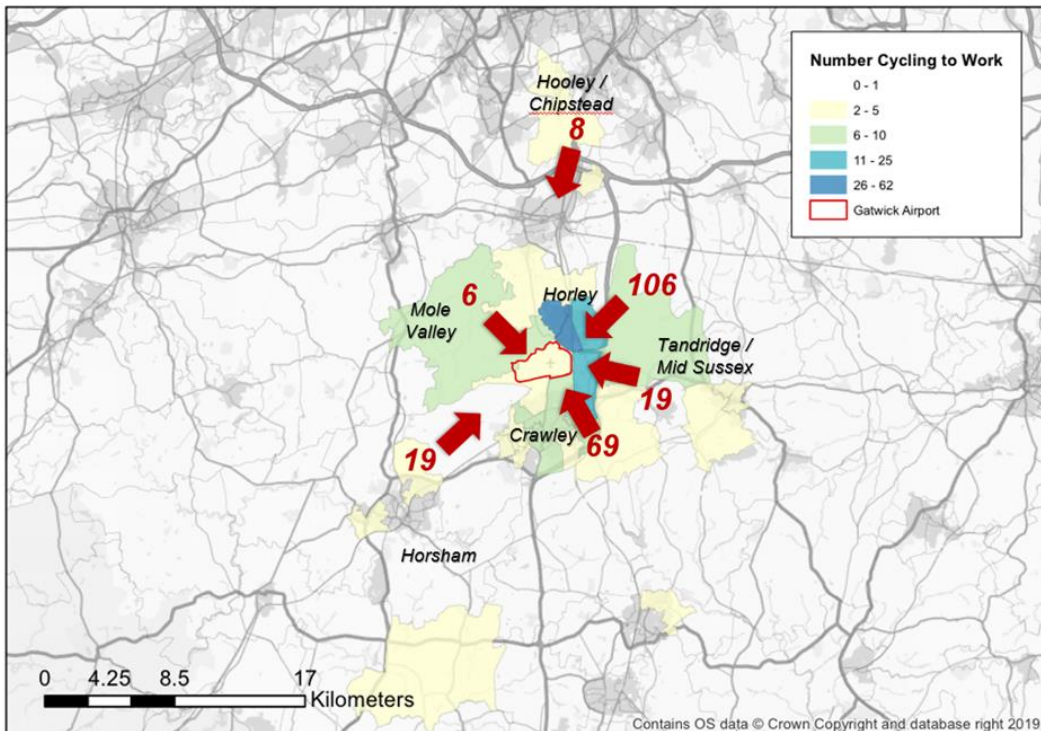 Number Cycling to Work
0 - 1
2 - 5
6 - 10
11 - 25
26 - 62
Gatwick Airport
Hooley /
Chipstead
8
6
Mole
Valley
Horley
106
Tandridge /
Mid Sussex
19
19
Crawley
69
Horsham
0 4.25 8.5 17
Kilometers
Contains OS data © Crown Copyright and database right 2019